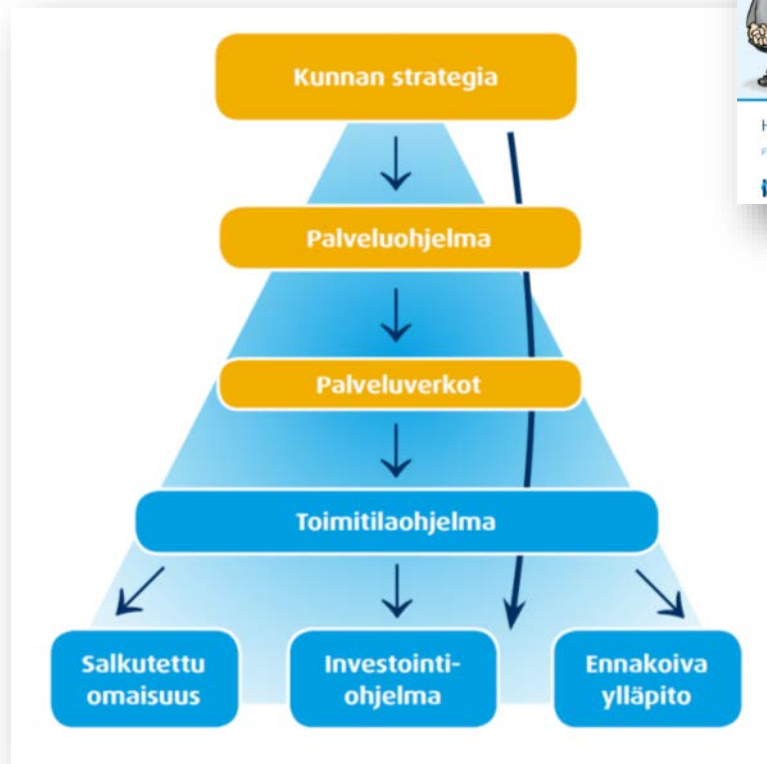 Kunnan strategia
Palveluohjelma
Palveluverkot
Toimitilaohjelma
Salkutettu
omaisuus
Investointi-
ohjelma
Ennakoiva
ylläpito